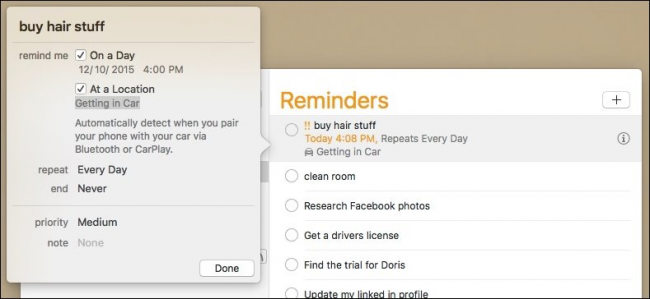 buy hair stuff
remind me On a Day
12/10/2015 4:00 PM
At a Location
Getting in Car
Automatically detect when you pair
your phone with your car via
Bluetooth or CarPlay.
repeat Every Day
end Never
priority Medium
note None
Done
Reminders
!! buy hair stuff
Today 4:08 PM, Repeats Every Day
Getting in Car
clean room
Research Facebook photos
Get a drivers license
Find the trial for Doris
Update my linked in profile